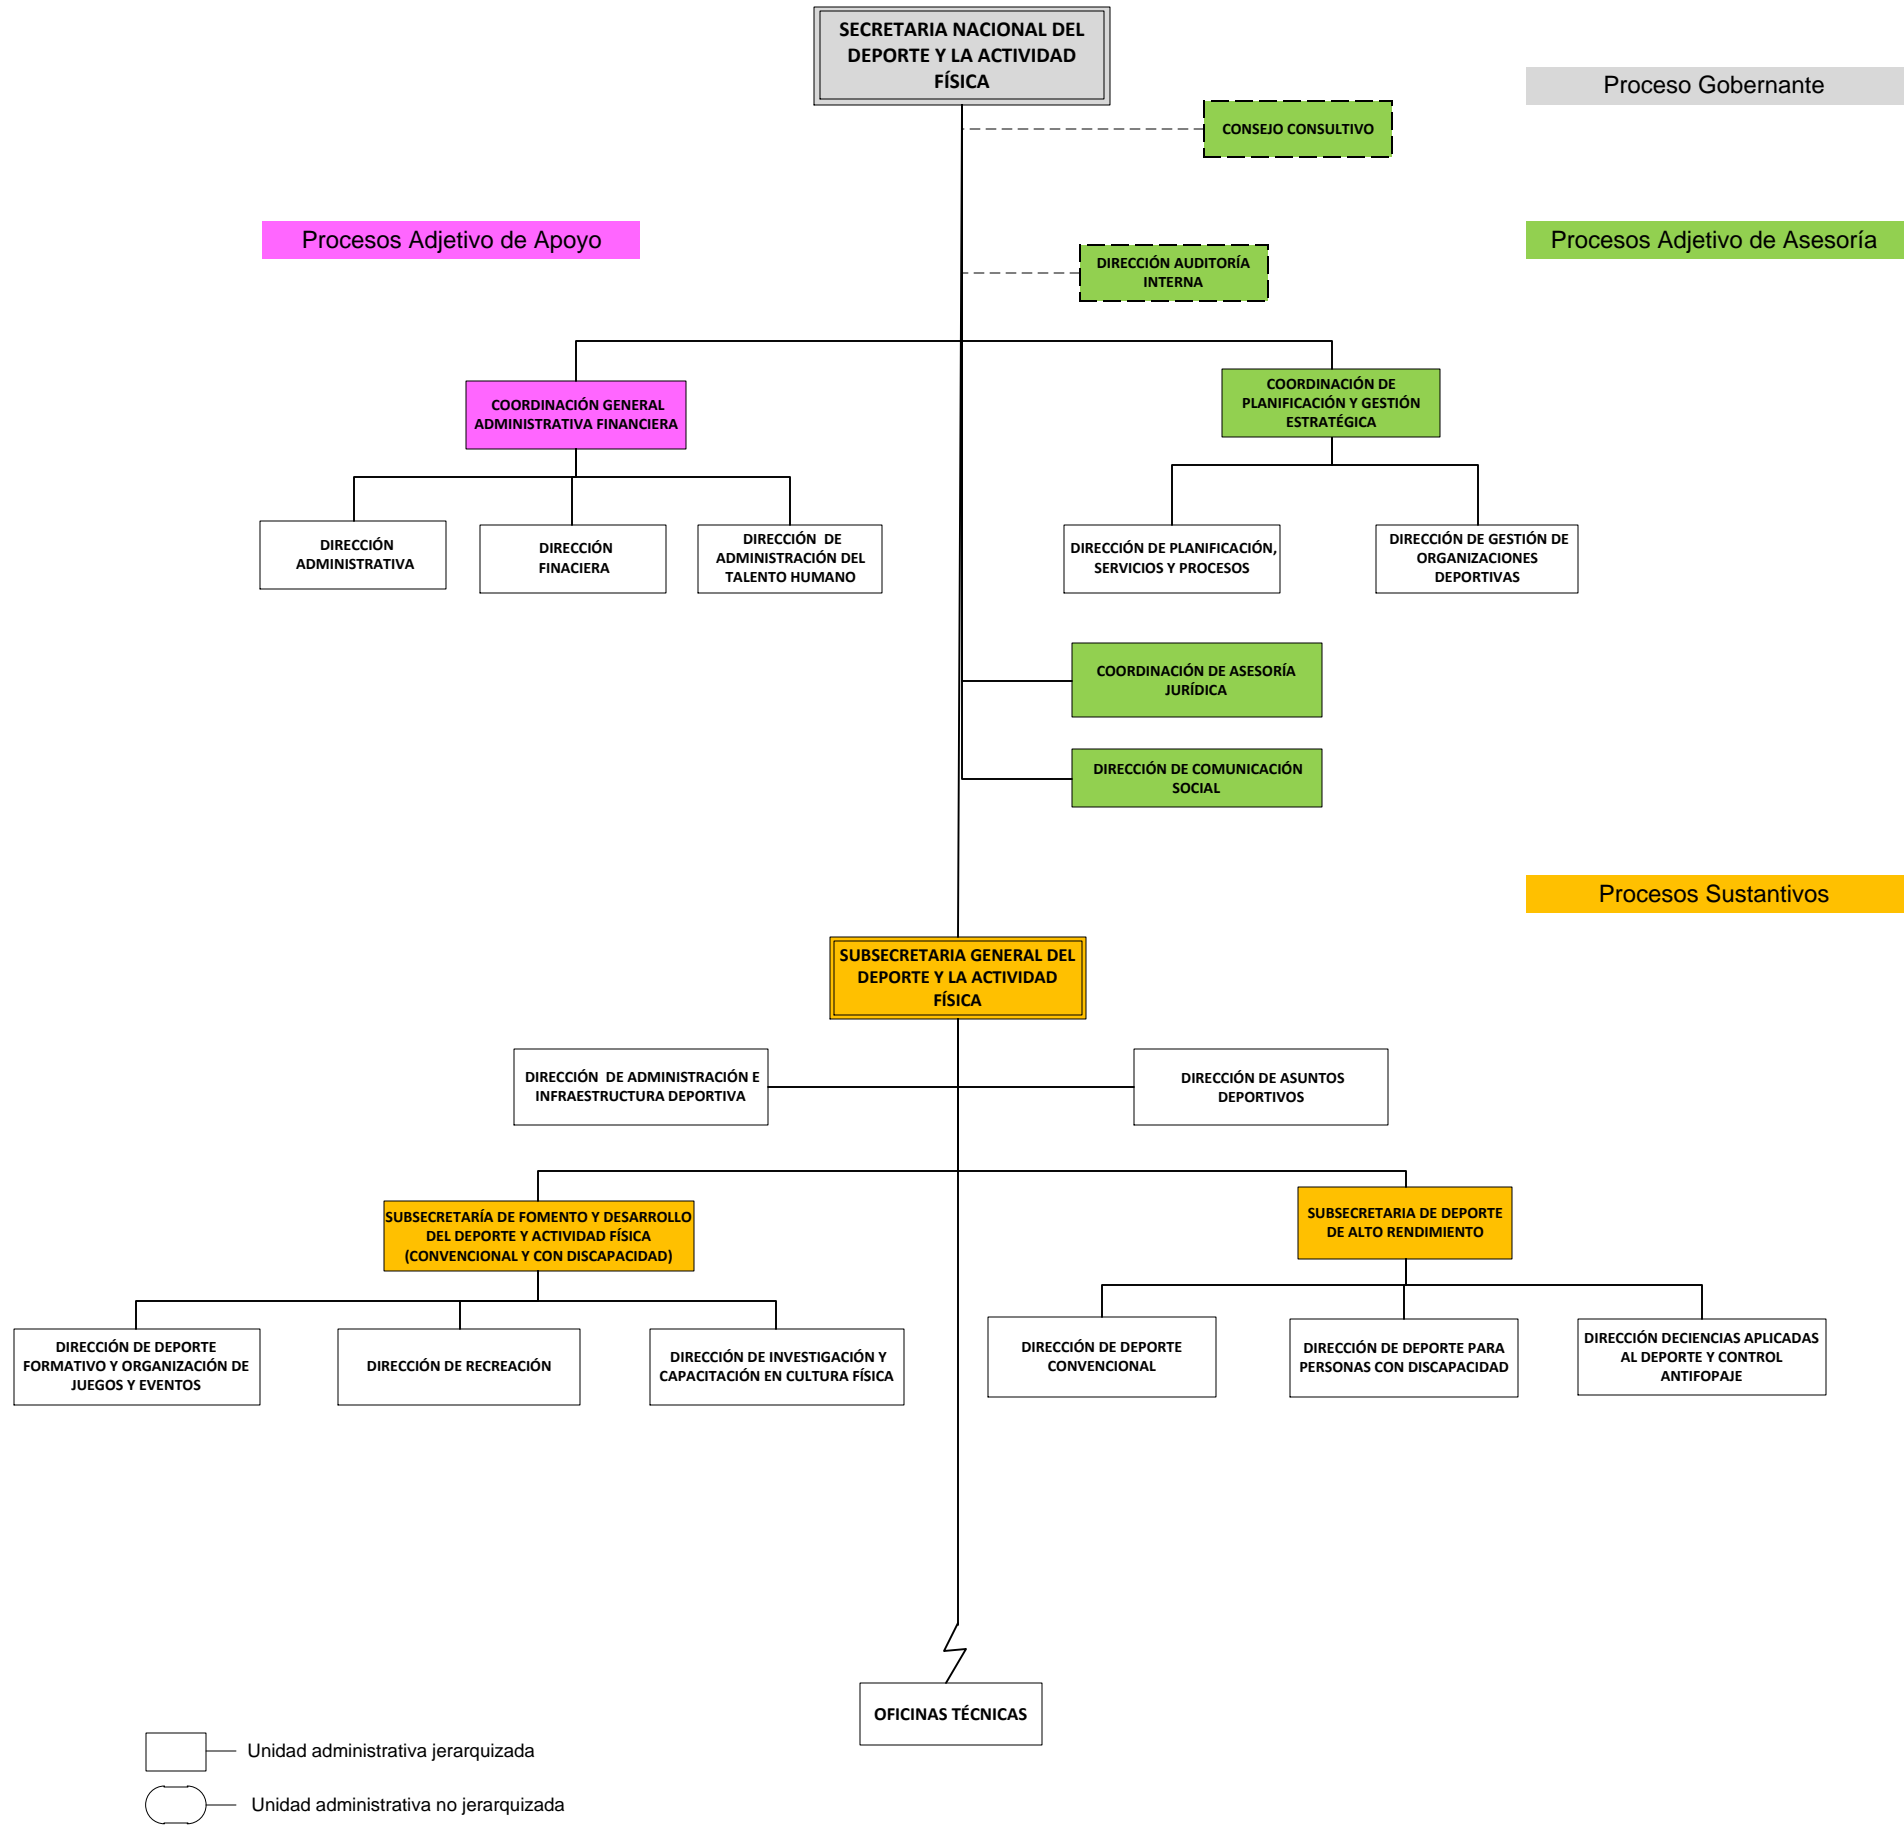 SECRETARIA NACIONAL DEL
DEPORTE Y LA ACTIVIDAD
FÍSICA
Proceso Gobernante
CONSEJO CONSULTIVO
Procesos Adjetivo de Apoyo
Procesos Adjetivo de Asesoría
DIRECCIÓN AUDITORÍA
INTERNA
COORDINACIÓN GENERAL
ADMINISTRATIVA FINANCIERA
COORDINACIÓN DE
PLANIFICACIÓN Y GESTIÓN
ESTRATÉGICA
DIRECCIÓN
ADMINISTRATIVA
DIRECCIÓN
FINACIERA
DIRECCIÓN DE
ADMINISTRACIÓN DEL
TALENTO HUMANO
DIRECCIÓN DE PLANIFICACIÓN,
SERVICIOS Y PROCESOS
DIRECCIÓN DE GESTIÓN DE
ORGANIZACIONES
DEPORTIVAS
COORDINACIÓN DE ASESORÍA
JURÍDICA
DIRECCIÓN DE COMUNICACIÓN
SOCIAL
Procesos Sustantivos
SUBSECRETARIA GENERAL DEL
DEPORTE Y LA ACTIVIDAD
FÍSICA
DIRECCIÓN DE ADMINISTRACIÓN E
INFRAESTRUCTURA DEPORTIVA
DIRECCIÓN DE ASUNTOS
DEPORTIVOS
SUBSECRETARÍA DE FOMENTO Y DESARROLLO
DEL DEPORTE Y ACTIVIDAD FÍSICA
(CONVENCIONAL Y CON DISCAPACIDAD)
SUBSECRETARIA DE DEPORTE
DE ALTO RENDIMIENTO
DIRECCIÓN DE DEPORTE
FORMATIVO Y ORGANIZACIÓN DE
JUEGOS Y EVENTOS
DIRECCIÓN DE RECREACIÓN
DIRECCIÓN DE INVESTIGACIÓN Y
CAPACITACIÓN EN CULTURA FÍSICA
DIRECCIÓN DE DEPORTE
CONVENCIONAL
DIRECCIÓN DE DEPORTE PARA
PERSONAS CON DISCAPACIDAD
DIRECCIÓN DECIENCIAS APLICADAS
AL DEPORTE Y CONTROL
ANTIFOPAJE
OFICINAS TÉCNICAS
Unidad administrativa jerarquizada
Unidad administrativa no jerarquizada